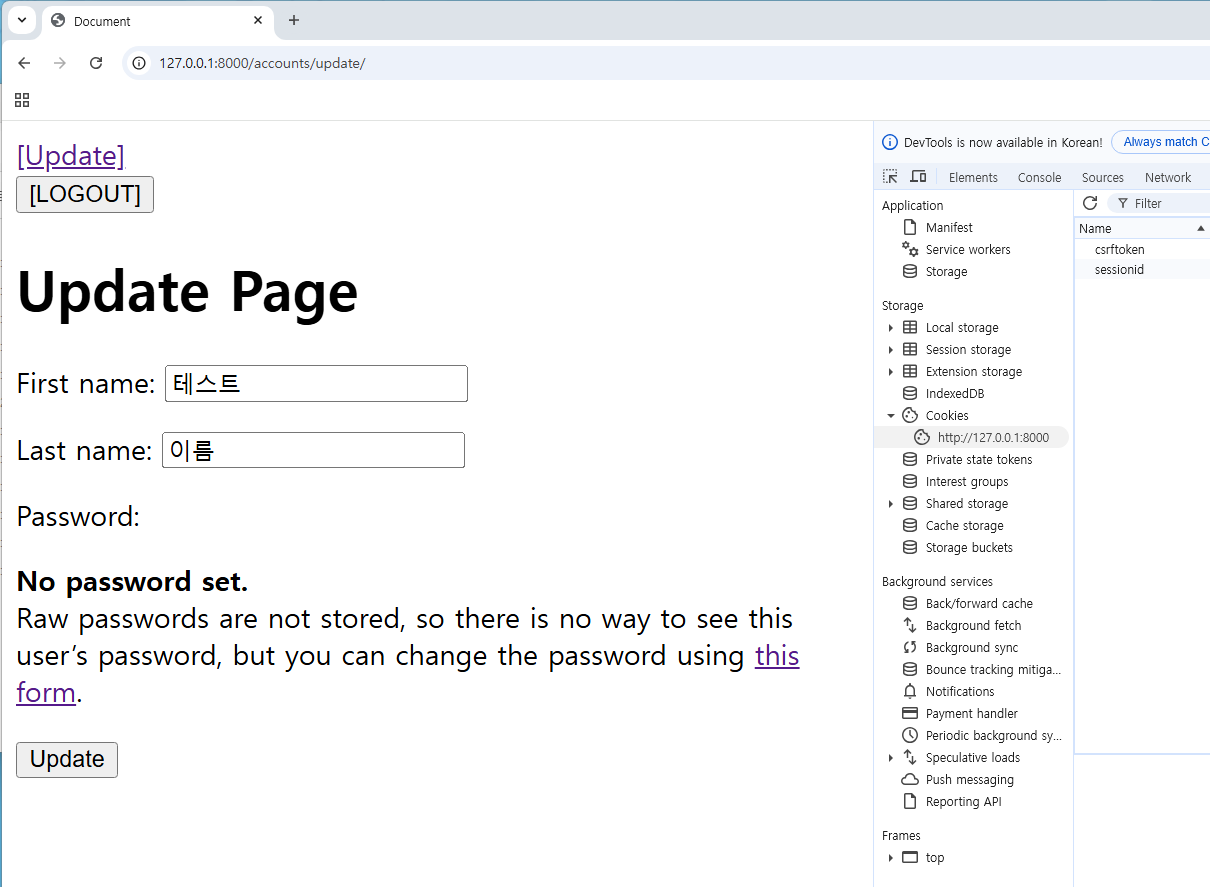 Document
127.0.0.1:8000/accounts/update/
[Update]
[LOGOUT]
Update Page
First name: 테스트
Last name: 이름
Password:
No password set.
Raw passwords are not stored, so there is no way to see this
user’s password, but you can change the password using this
form.
Update
DevTools is now available in Korean!
Always match C
Elements
Console
Sources
Network
Application
Manifest
Service workers
Storage
Storage
Local storage
Session storage
Extension storage
IndexedDB
Cookies
http://127.0.0.1:8000
Private state tokens
Interest groups
Shared storage
Cache storage
Storage buckets
Background services
Back/forward cache
Background fetch
Background sync
Bounce tracking mitiga...
Notifications
Payment handler
Periodic background sy...
Speculative loads
Push messaging
Reporting API
Frames
top
Filter
Name
csrftoken
sessionid